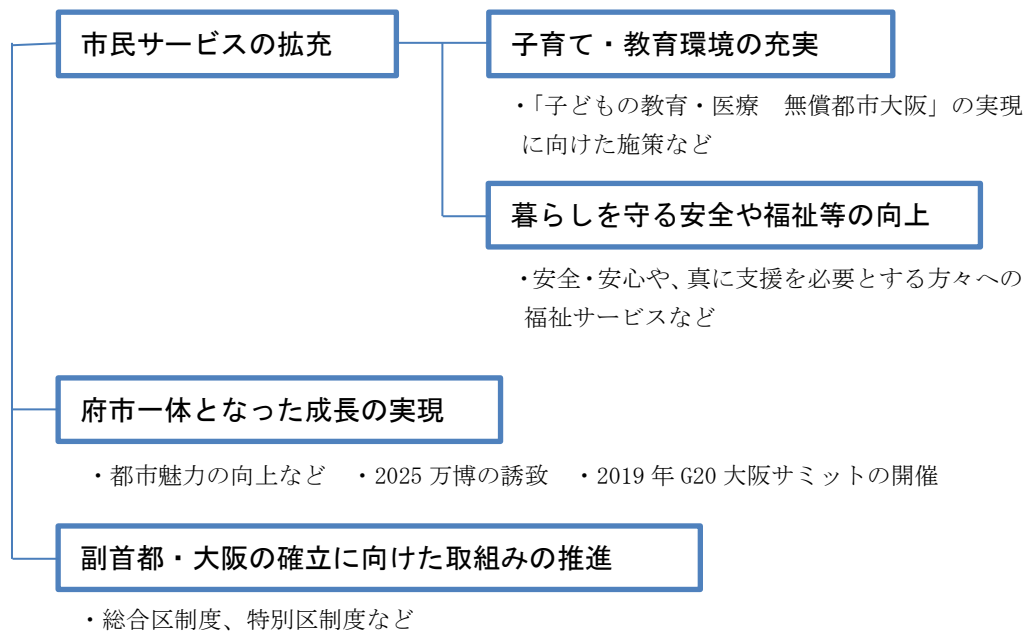 市民サービスの拡充
子育て・教育環境の充実
・「子どもの教育・医療　無償都市大阪」の実現
に向けた施策など
暮らしを守る安全や福祉等の向上
・安全・安心や、真に支援を必要とする方々への
福祉サービスなど
府市一体となった成長の実現
・都市魅力の向上など　・2025 万博の誘致　・2019 年 G20 大阪サミットの開催
副首都・大阪の確立に向けた取組みの推進
・総合区制度、特別区制度など